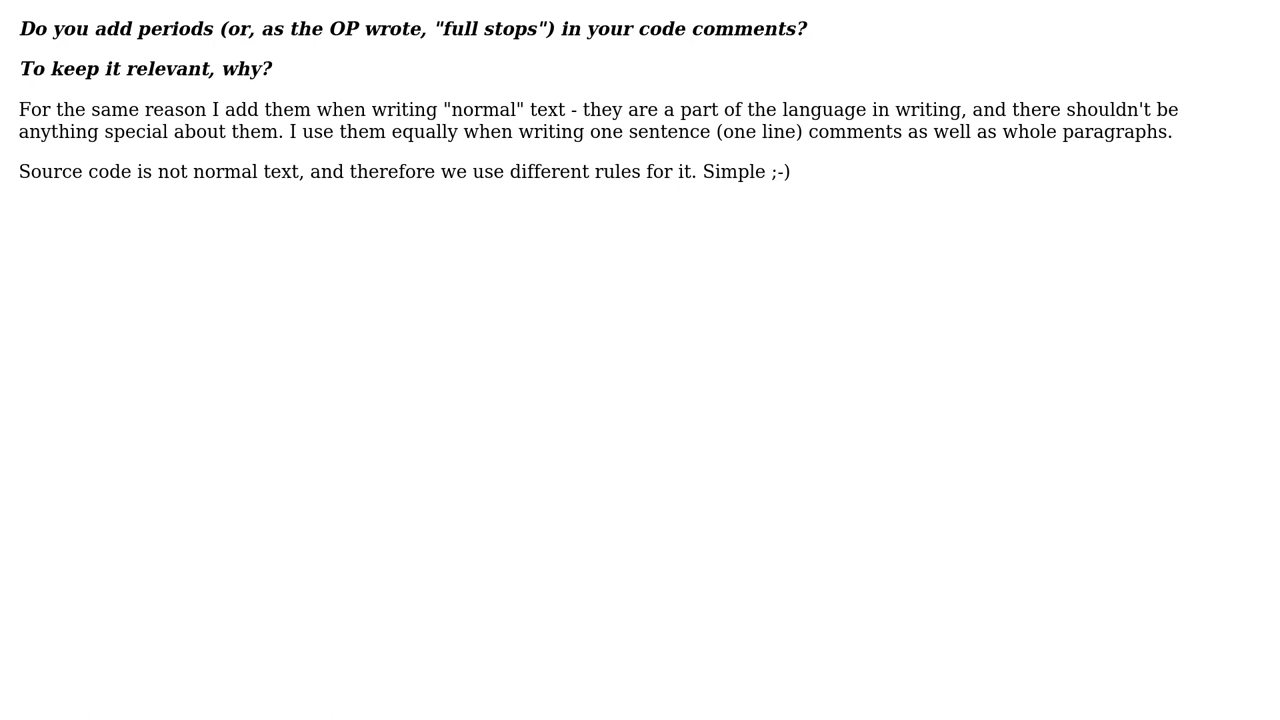 Do you add periods (or, as the OP wrote, "full stops") in your code comments?
To keep it relevant, why?
For the same reason I add them when writing "normal" text - they are a part of the language in writing, and there shouldn't be
anything special about them. I use them equally when writing one sentence (one line) comments as well as whole paragraphs.
Source code is not normal text, and therefore we use different rules for it. Simple ;-)